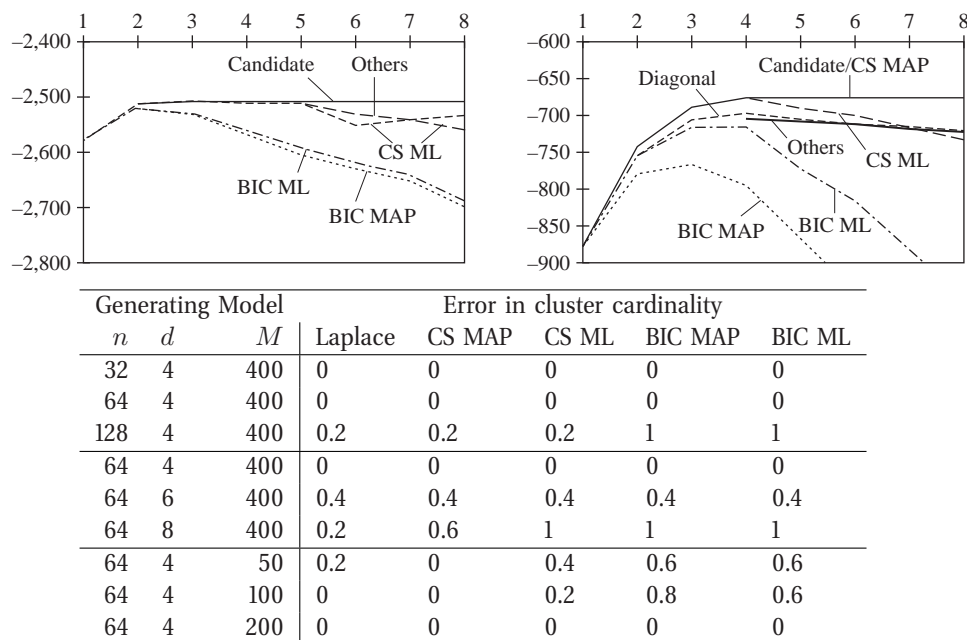 1 2 3 4 5 6 7 8
−2,400
−2,500
−2,600
−2,700
−2,800
Candidate
Others
CS ML
BIC ML
BIC MAP
1 2 3 4 5 6 7 8
−600
−650
−700
−750
−800
−850
−900
Candidate/CS MAP
Diagonal
Others
CS ML
BIC ML
BIC MAP
Generating Model Error in cluster cardinality
n d M Laplace CS MAP CS ML BIC MAP BIC ML
32 4 400 0 0 0 0 0
64 4 400 0 0 0 0 0
128 4 400 0.2 0.2 0.2 1 1
64 4 400 0 0 0 0 0
64 6 400 0.4 0.4 0.4 0.4 0.4
64 8 400 0.2 0.6 1 1 1
64 4 50 0.2 0 0.4 0.6 0.6
64 4 100 0 0 0.2 0.8 0.6
64 4 200 0 0 0 0 0